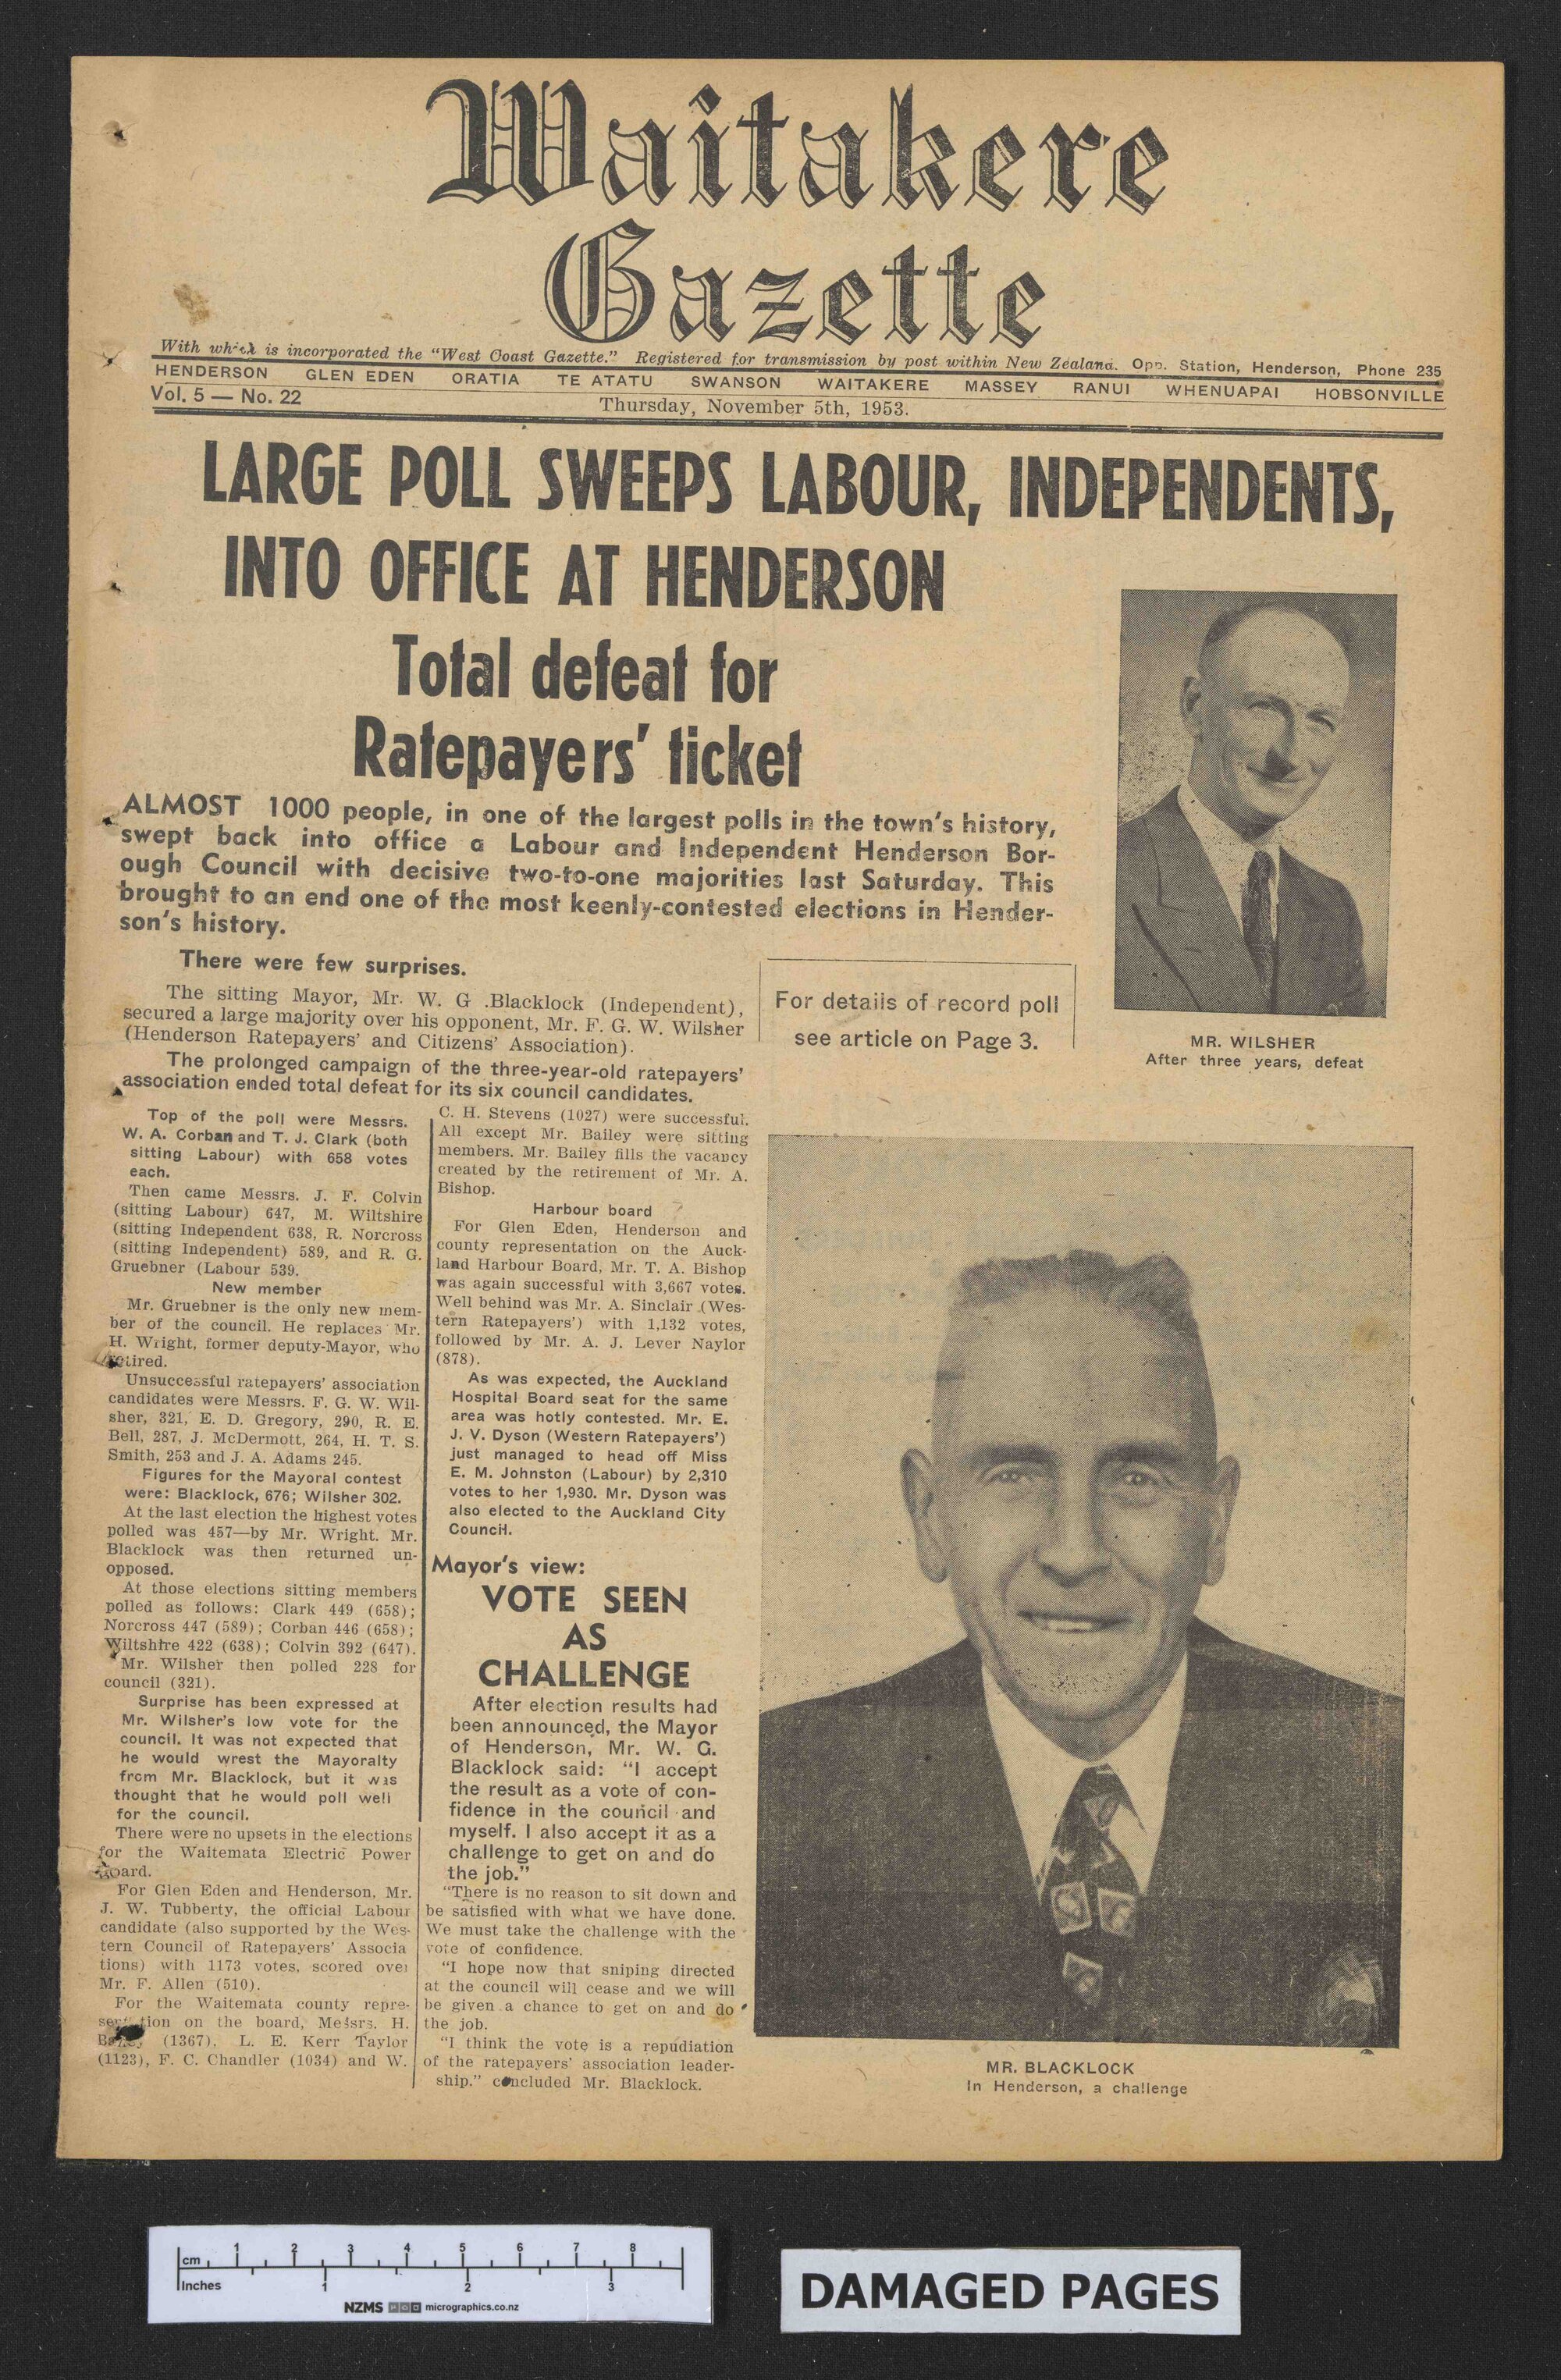 Waitakere
Gazette
With which is incorporated the "West Coast Gazette." Registered for transmission by post within New Zealand. Opp. Station, Henderson, Phone 235
HENDERSON GLEN EDEN ORATIA TE ATATU SWANSON WAITAKERE MASSEY RANUI WHENUAPAI HOBSONVILLE
Vol. 5 — No. 22
Thursday, November 5th, 1953.
LARGE POLL SWEEPS LABOUR, INDEPENDENTS,
INTO OFFICE AT HENDERSON
Total defeat for
Ratepayers' ticket
ALMOST 1000 people, in one of the largest polls in the town's history,
swept back into office a Labour and Independent Henderson Bor-
ough Council with decisive two-to-one majorities last Saturday. This
brought to an end one of the most keenly-contested elections in Hender-
son's history.
There were few surprises.
The sitting Mayor, Mr. W. G .Blacklock (Independent),
secured a large majority over his opponent, Mr. F. G. W. Wilsher
(Henderson Ratepayers' and Citizens' Association).
The prolonged campaign of the three-year-old ratepayers'
association ended total defeat for its six council candidates.
For details of record poll
see article on Page 3.
MR. WILSHER
After three years, defeat
Top of the poll were Messrs.
W. A. Corban and T. J. Clark (both
sitting Labour) with 658 votes
each.
Then came Messrs. J. F. Colvin
(sitting Labour) 647, M. Wiltshire
(sitting Independent 638, R. Norcross
(sitting Independent) 589, and R. G.
Gruebner (Labour 539.
New member
Mr. Gruebner is the only new mem-
ber of the council. He replaces Mr.
H. Wright, former deputy-Mayor, who
retired.
Unsuccessful ratepayers' association
candidates were Messrs. F. G. W. Wil-
sher, 321, E. D. Gregory, 290, R. E.
Bell, 287, J. McDermott, 264, H. T. S.
Smith, 253 and J. A. Adams 245.
Figures for the Mayoral contest
were: Blacklock, 676; Wilsher 302.
At the last election the highest votes
polled was 457—by Mr. Wright. Mr.
Blacklock was then returned un-
opposed.
At those elections sitting members
polled as follows: Clark 449 (658);
Norcross 447 (589); Corban 446 (658);
Wiltshire 422 (638); Colvin 392 (647).
Mr. Wilsher then polled 228 for
council (321).
Surprise has been expressed at
Mr. Wilsher's low vote for the
council. It was not expected that
he would wrest the Mayoralty
from Mr. Blacklock, but it was
thought that he would poll well
for the council.
There were no upsets in the elections
for the Waitemata Electric Power
Board.
For Glen Eden and Henderson, Mr.
J. W. Tubberty, the official Labour
candidate (also supported by the Wes-
tern Council of Ratepayers' Associa
tions) with 1173 votes, scored over
Mr. F. Allen (510).
For the Waitemata county repre-
sentation on the board, Messrs. H.
(1367), L. E. Kerr Taylor
(1123), F. C. Chandler (1034) and W.
C. H. Stevens (1027) were successful.
All except Mr. Bailey were sitting
members. Mr. Bailey fills the vacancy
created by the retirement of Mr. A.
Bishop.
Harbour board
For Glen Eden, Henderson and
county representation on the Auck-
land Harbour Board, Mr. T. A. Bishop
was again successful with 3,667 votes.
Well behind was Mr. A. Sinclair (Wes-
tern Ratepayers') with 1,132 votes,
followed by Mr. A. J. Lever Naylor
(878).
As was expected, the Auckland
Hospital Board seat for the same
area was hotly contested. Mr. E.
J. V. Dyson (Western Ratepayers')
just managed to head off Miss
E. M. Johnston (Labour) by 2,310
votes to her 1,930. Mr. Dyson was
also elected to the Auckland City
Council.
Mayor's view:
VOTE SEEN
AS
CHALLENGE
After election results had
been announced, the Mayor
of Henderson, Mr. W. G.
Blacklock said: "I accept
the result as a vote of con-
fidence in the council and
myself. I also accept it as a
challenge to get on and do
the job."
"There is no reason to sit down and
be satisfied with what we have done.
We must take the challenge with the
vote of confidence.
"I hope now that sniping directed
at the council will cease and we will
be given a chance to get on and do
the job.
"I think the vote is a repudiation
of the ratepayers' association leader-
ship." concluded Mr. Blacklock.
MR. BLACKLOCK
In Henderson, a challenge
cm 1 2 3 4 5 6 7 8
Inches 1 2 3
NZMS micrographics.co.nz
DAMAGED PAGES